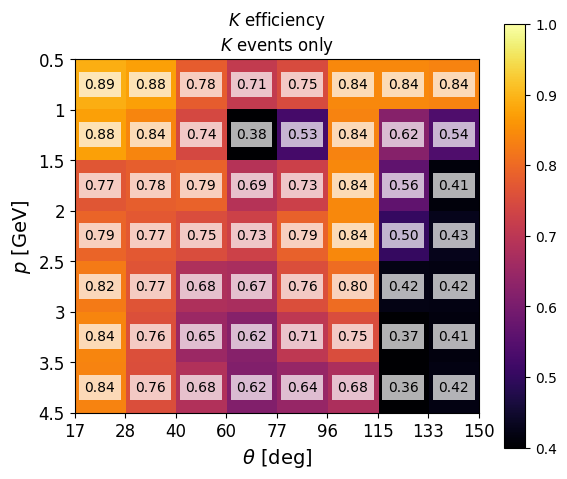 K efficiency
K events only
1.0
0.5
0.89 0.88 0.78 0.71 0.75 0.84 0.84 0.84
0.9
1
0.88 0.84 0.74 0.38 0.53 0.84 0.62 0.54
1.5
0.8
0.77 0.78 0.79 0.69 0.73 0.84 0.56 0.41
2
p [GeV]
0.7
0.79 0.77 0.75 0.73 0.79 0.84 0.50 0.43
2.5
0.82 0.77 0.68 0.67 0.76 0.80 0.42 0.42
0.6
3
0.84 0.76 0.65 0.62 0.71 0.75 0.37 0.41
3.5
0.5
0.84 0.76 0.68 0.62 0.64 0.68 0.36 0.42
4.5
17 28 40 60 77 96 115 133 150
0.4
θ [deg]